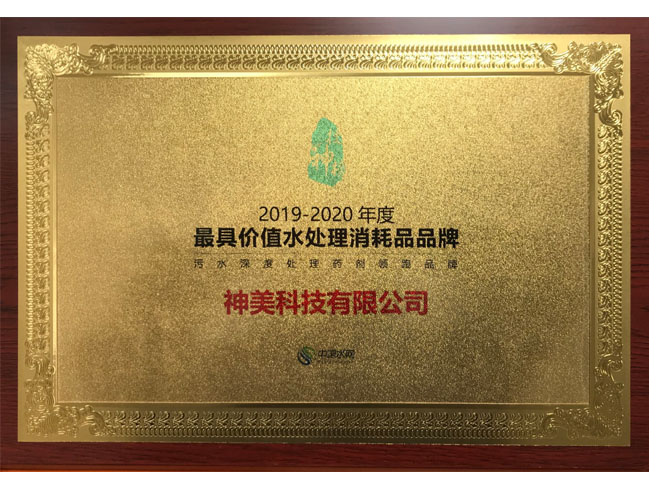 2019-2020 年度
最具价值水处理消耗品品牌
污水深度处理药剂领跑品牌
神美科技有限公司
中国水网